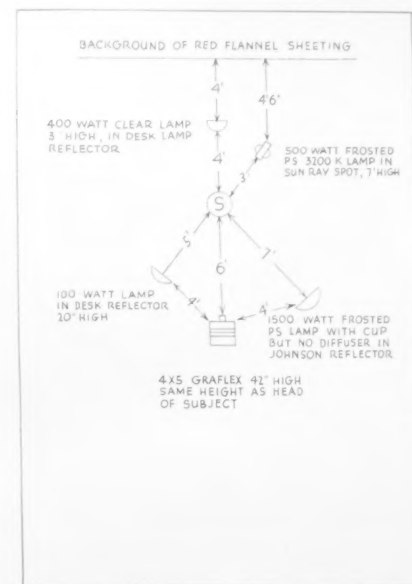 BACKGROUND OF RED FLANNEL SHEETING
4'
4'6"
400 WATT CLEAR LAMP
3' HIGH, IN DESK LAMP
REFLECTOR
4'
500 WATT FROSTED
PS 3200 K LAMP IN
SUN RAY SPOT, 7' HIGH
3'
S
5'
6'
7'
100 WATT LAMP
IN DESK REFLECTOR
20" HIGH
4'
4'
1500 WATT FROSTED
PS LAMP WITH CUP
BUT NO DIFFUSER IN
JOHNSON REFLECTOR
4X5 GRAFLEX 42" HIGH
SAME HEIGHT AS HEAD
OF SUBJECT